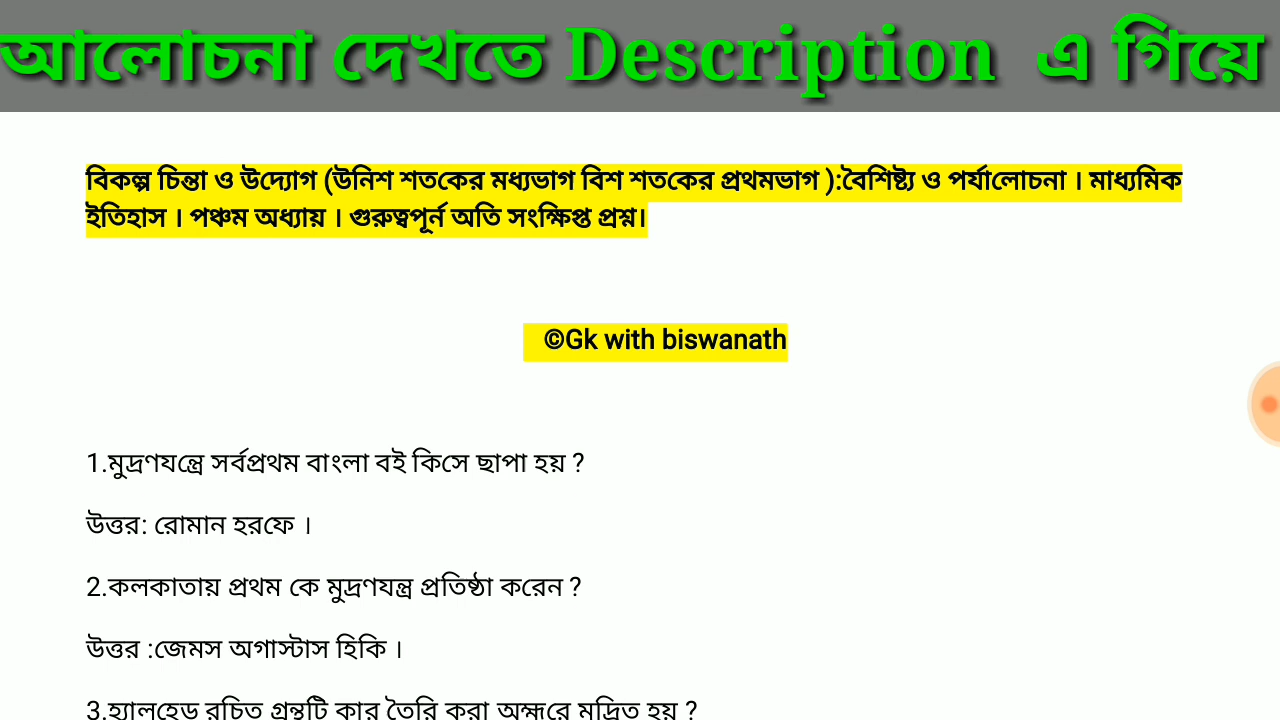 আলোচনা দেখতে Description এ গিয়ে
বিকল্প চিন্তা ও উদ্যোগ (উনিশ শতকের মধ্যভাগ বিশ শতকের প্রথমভাগ ):বৈশিষ্ট্য ও পর্যালোচনা । মাধ্যমিক
ইতিহাস । পঞ্চম অধ্যায় । গুরুত্বপূর্ন অতি সংক্ষিপ্ত প্রশ্ন।
©Gk with biswanath
1.মুদ্রণযন্ত্রে সর্বপ্রথম বাংলা বই কিসে ছাপা হয় ?
উত্তর: রোমান হরফে ।
2.কলকাতায় প্রথম কে মুদ্রণযন্ত্র প্রতিষ্ঠা করেন ?
উত্তর :জেমস অগাস্টাস হিকি ।
3.হ্যালহেড রচিত গ্রন্থটি কার তৈরি করা অহ্মরে মুদ্রিত হয় ?